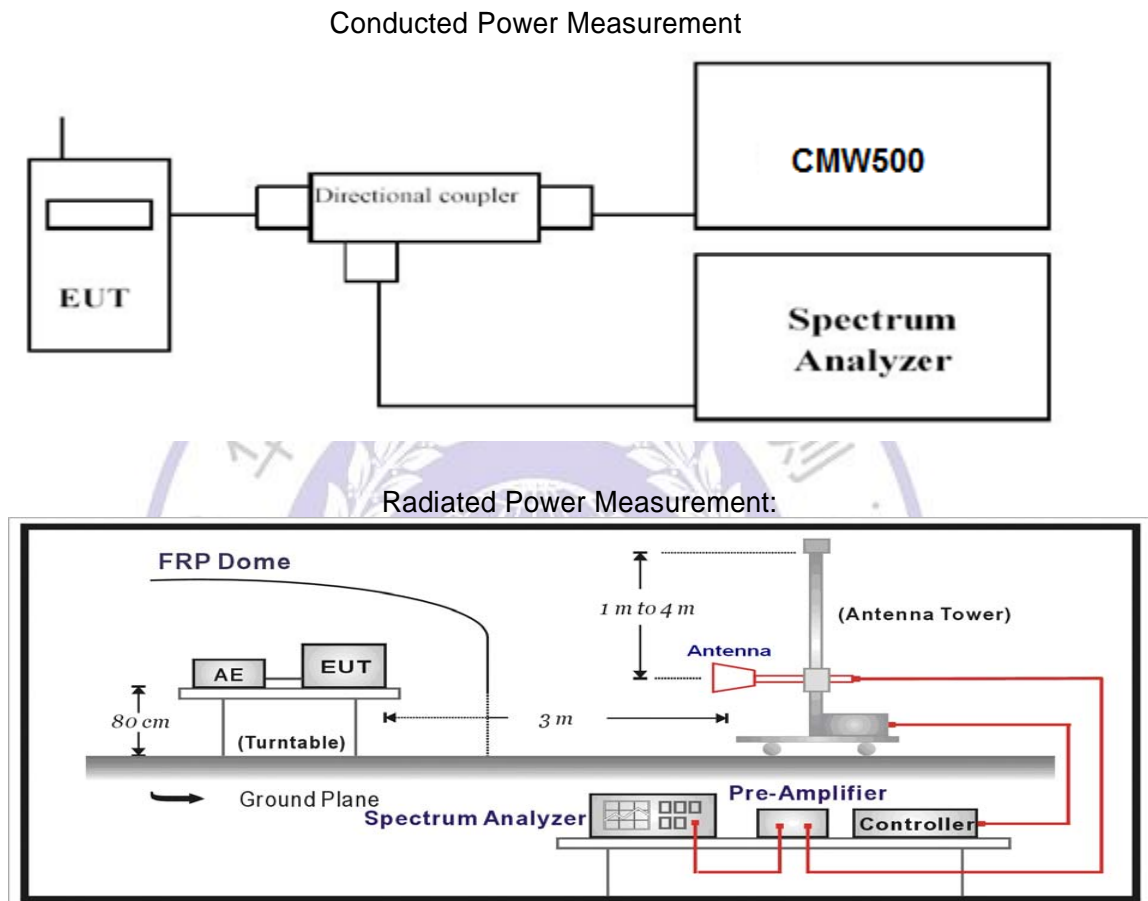 Conducted Power Measurement
CMW500
Directional coupler
EUT
Spectrum
Analyzer
Radiated Power Measurement:
FRP Dome
1 m to 4 m
(Antenna Tower)
Antenna
AE
EUT
80 cm
3 m
(Turntable)
Ground Plane
Pre-Amplifier
Spectrum Analyzer
Controller